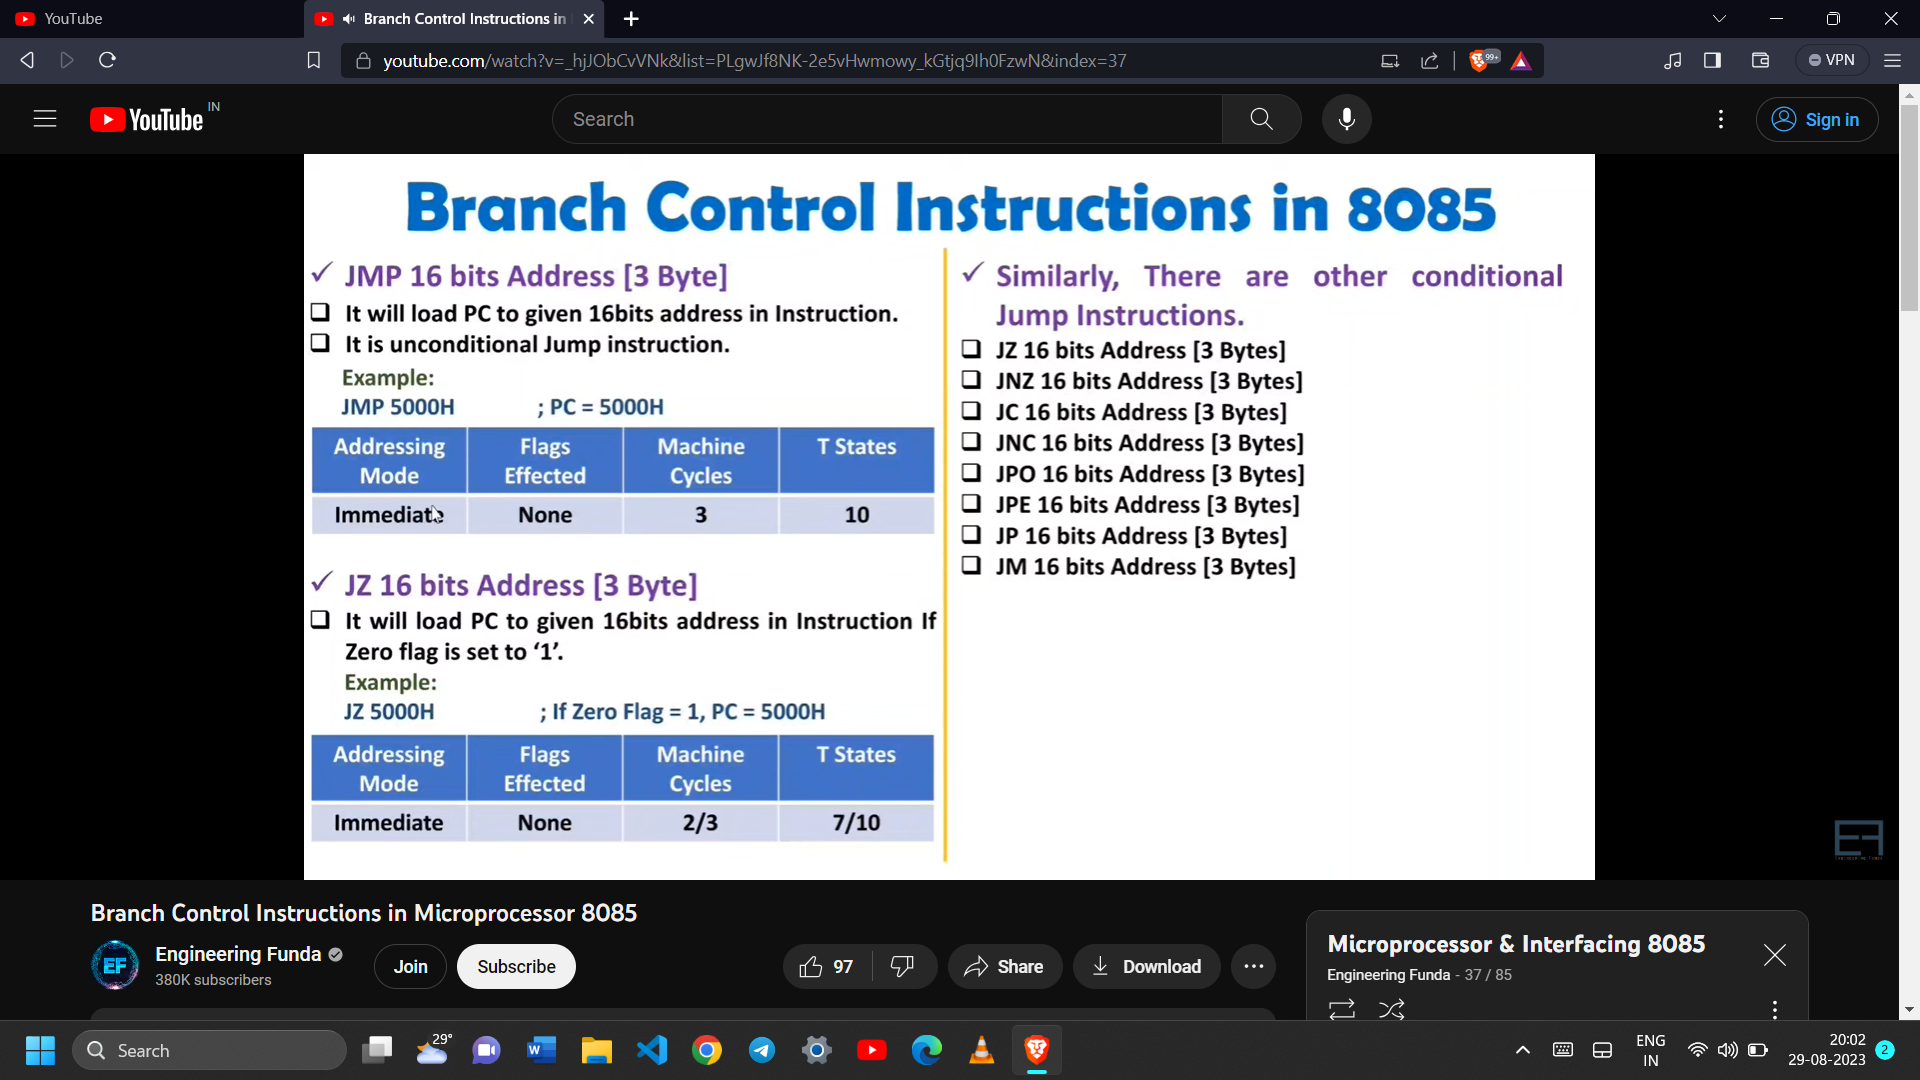 YouTube
Branch Control Instructions in
youtube.com/watch?v=_hjJObCvVNk&list=PLgwJf8NK-2e5vHwmowy_kGtjq9Ih0FzwN&index=37
99+
VPN
YouTube IN
Search
Sign in
Branch Control Instructions in 8085
✓ JMP 16 bits Address [3 Byte]
❑ It will load PC to given 16bits address in Instruction.
❑ It is unconditional Jump instruction.
Example:
JMP 5000H ; PC = 5000H
Addressing Mode Flags Effected Machine Cycles T States
Immediate None 3 10
✓ JZ 16 bits Address [3 Byte]
❑ It will load PC to given 16bits address in Instruction If
Zero flag is set to ‘1’.
Example:
JZ 5000H ; If Zero Flag = 1, PC = 5000H
Addressing Mode Flags Effected Machine Cycles T States
Immediate None 2/3 7/10
✓ Similarly, There are other conditional
Jump Instructions.
❑ JZ 16 bits Address [3 Bytes]
❑ JNZ 16 bits Address [3 Bytes]
❑ JC 16 bits Address [3 Bytes]
❑ JNC 16 bits Address [3 Bytes]
❑ JPO 16 bits Address [3 Bytes]
❑ JPE 16 bits Address [3 Bytes]
❑ JP 16 bits Address [3 Bytes]
❑ JM 16 bits Address [3 Bytes]
EF
Branch Control Instructions in Microprocessor 8085
EF
Engineering Funda
380K subscribers
Join
Subscribe
97
Share
Download
Microprocessor & Interfacing 8085
Engineering Funda - 37 / 85
Search
29°
ENG
IN
20:02
29-08-2023
2